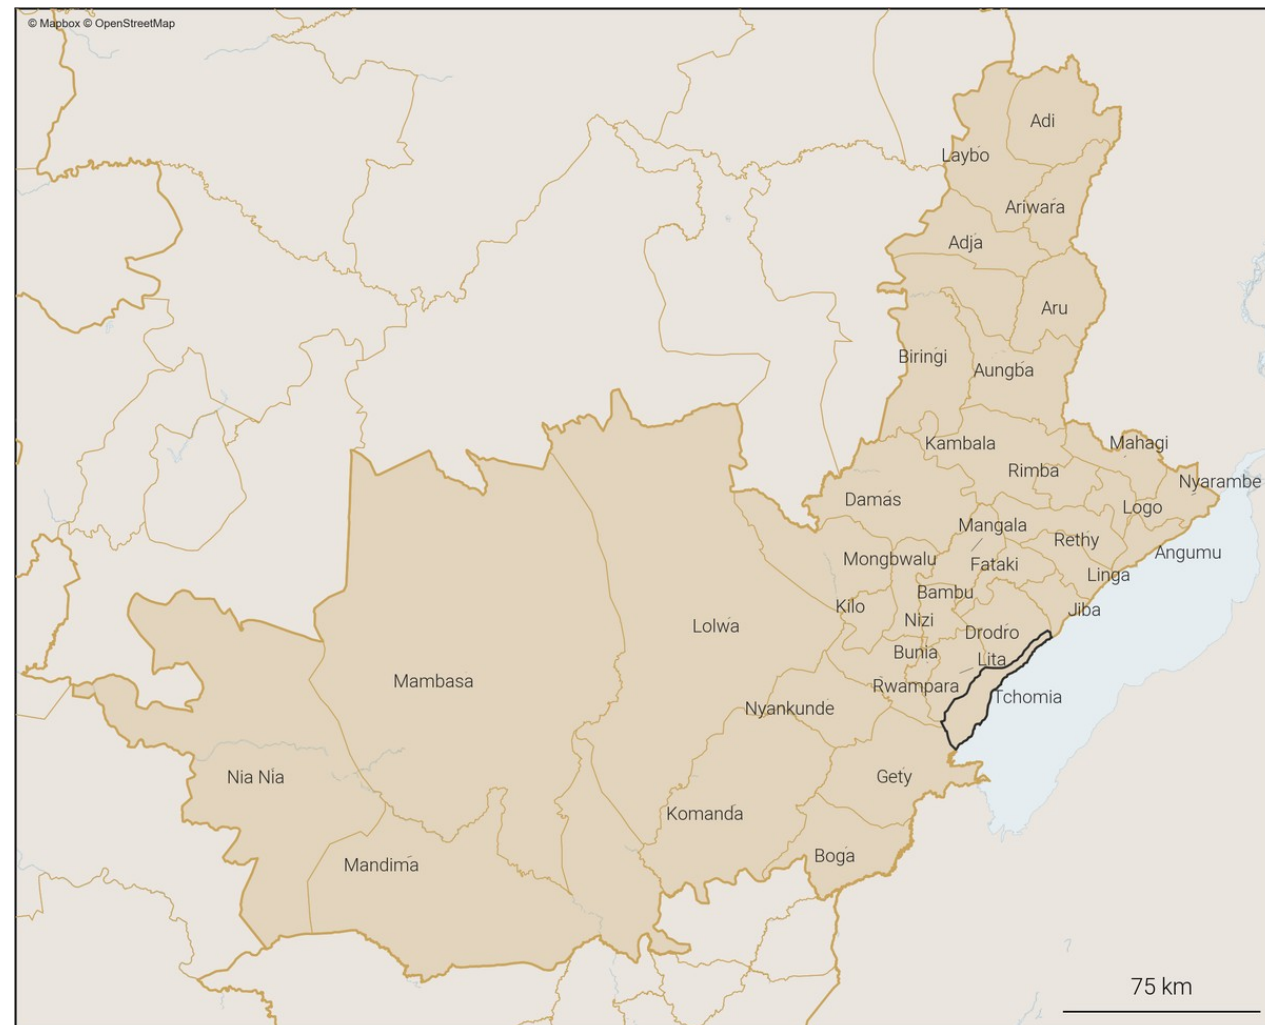 © Mapbox © OpenStreetMap
Adi
Laybo
Ariwara
Adja
Aru
Biringi
Aungba
Kambala
Mahagi
Rimba
Nyarambe
Damas
Logo
Mangala
Rethy
Angumu
Mongbwalu
Fataki
Linga
Bambu
Kilo
Jiba
Nizi
Lolwa
Drodro
Bunia
Lita
Mambasa
Rwampara
Tchomia
Nyankunde
Nia Nia
Gety
Komanda
Mandima
Boga
75 km